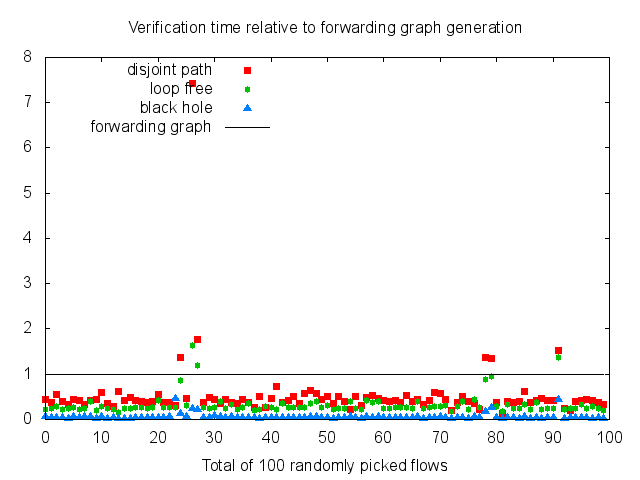 Verification time relative to forwarding graph generation
8
disjoint path
loop free
black hole
forwarding graph
7
6
5
4
3
2
1
0
0 10 20 30 40 50 60 70 80 90 100
Total of 100 randomly picked flows